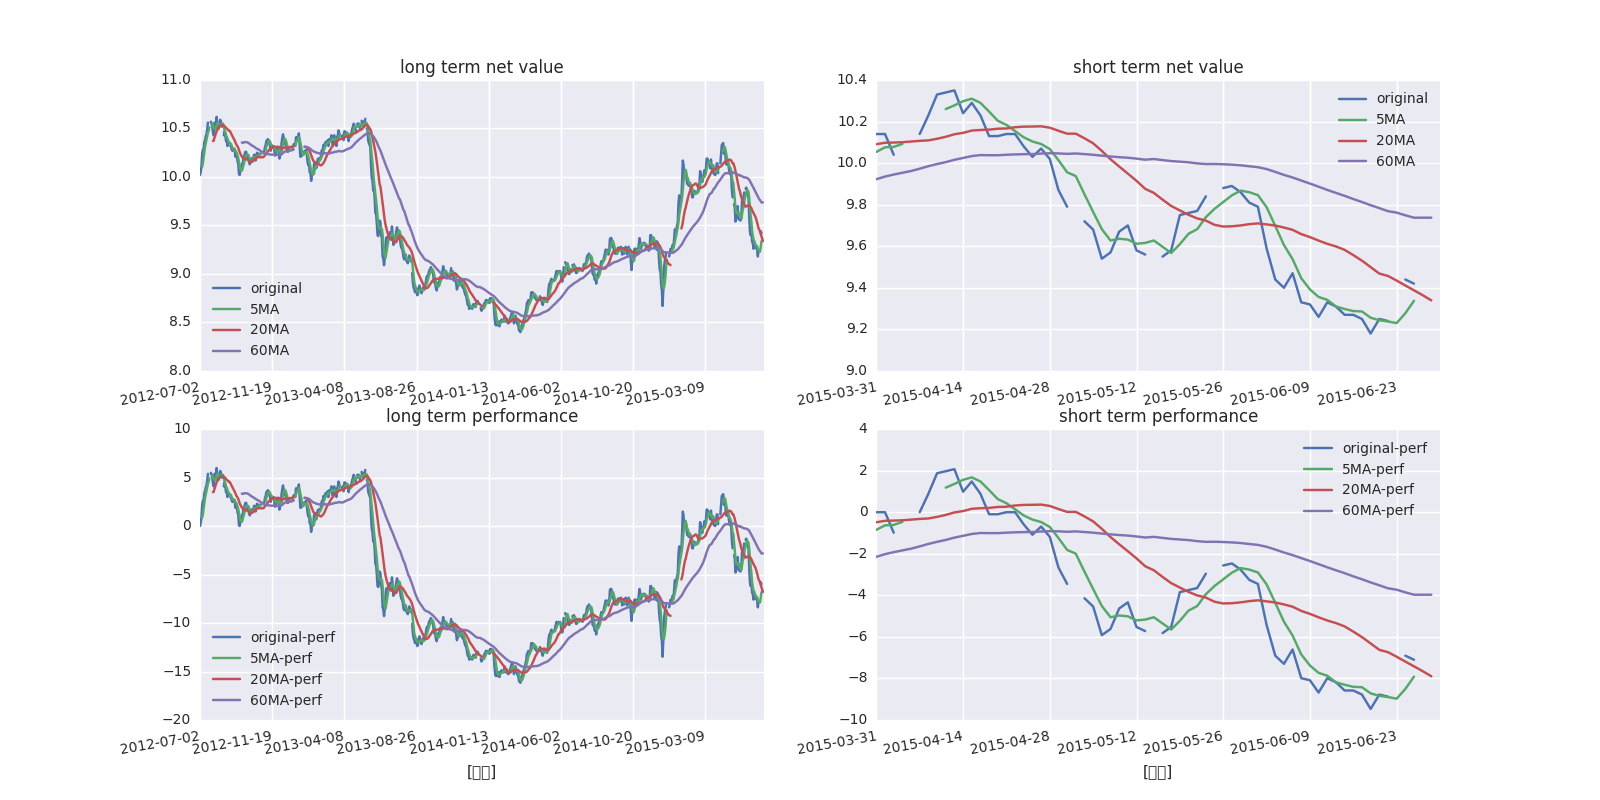 long term net value
11.0
10.5
10.0
9.5
9.0
8.5
8.0
original
5MA
20MA
60MA
2012-07-02 2012-11-19 2013-04-08 2013-08-26 2014-01-13 2014-06-02 2014-10-20 2015-03-09
short term net value
10.4
10.2
10.0
9.8
9.6
9.4
9.2
9.0
original
5MA
20MA
60MA
2015-03-31 2015-04-14 2015-04-28 2015-05-12 2015-05-26 2015-06-09 2015-06-23
long term performance
10
5
0
−5
−10
−15
−20
original-perf
5MA-perf
20MA-perf
60MA-perf
2012-07-02 2012-11-19 2013-04-08 2013-08-26 2014-01-13 2014-06-02 2014-10-20 2015-03-09
[▯▯]
short term performance
4
2
0
−2
−4
−6
−8
−10
original-perf
5MA-perf
20MA-perf
60MA-perf
2015-03-31 2015-04-14 2015-04-28 2015-05-12 2015-05-26 2015-06-09 2015-06-23
[▯▯]